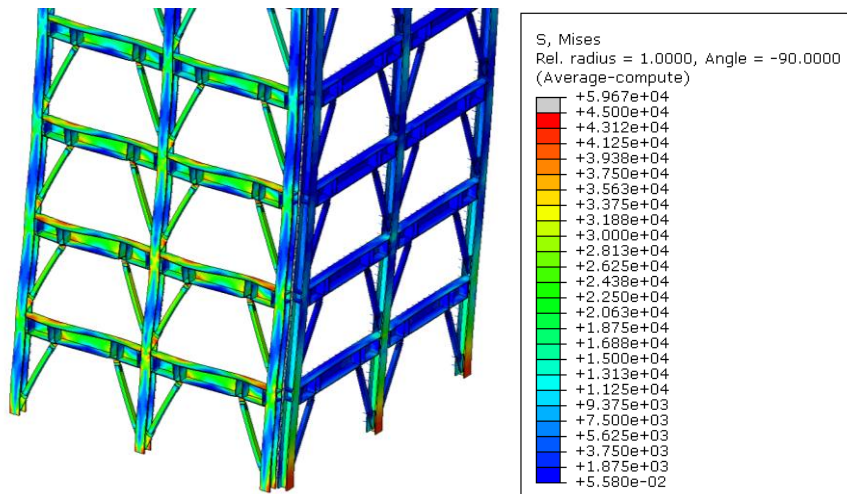 S, Mises
Rel. radius = 1.0000, Angle = -90.0000
(Average-compute)
+5.967e+04
+4.500e+04
+4.312e+04
+4.125e+04
+3.938e+04
+3.750e+04
+3.563e+04
+3.375e+04
+3.188e+04
+3.000e+04
+2.813e+04
+2.625e+04
+2.438e+04
+2.250e+04
+2.063e+04
+1.875e+04
+1.688e+04
+1.500e+04
+1.313e+04
+1.125e+04
+9.375e+03
+7.500e+03
+5.625e+03
+3.750e+03
+1.875e+03
+5.580e-02